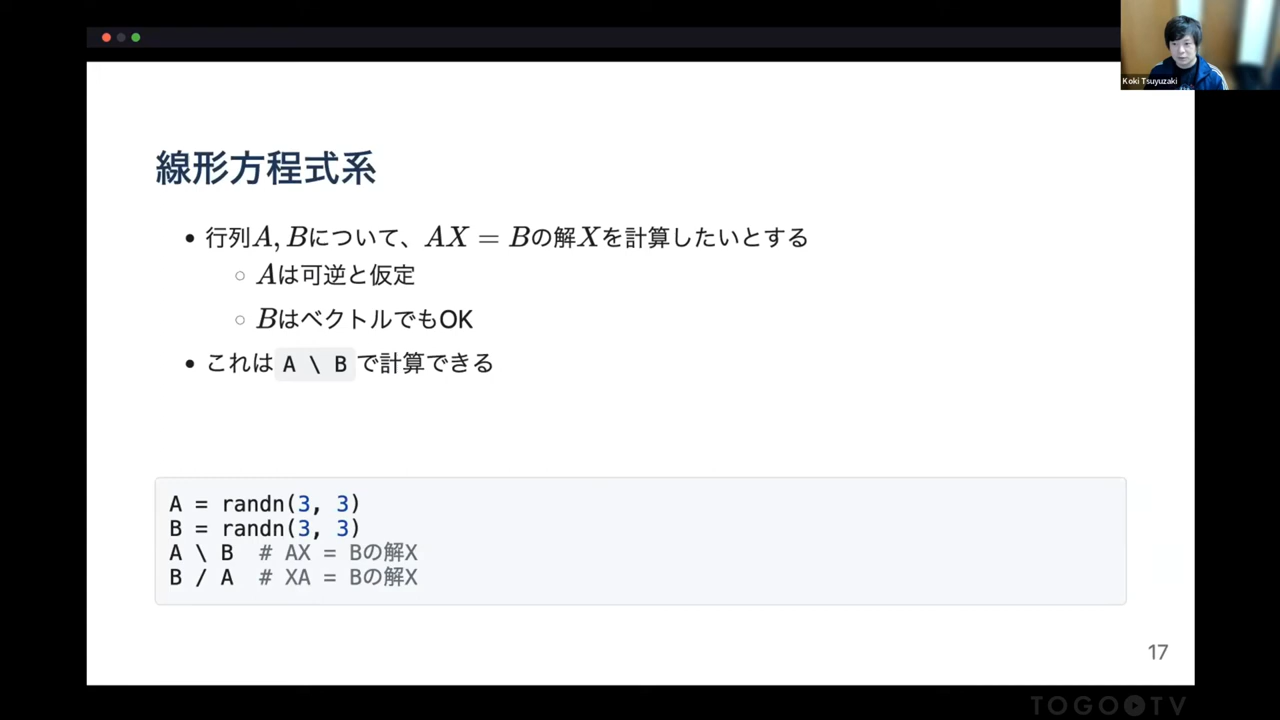 Koki Tsuyuzaki
線形方程式系
行列A, Bについて、AX = Bの解Xを計算したいとする
Aは可逆と仮定
BはベクトルでもOK
これは A \ B で計算できる
A = randn(3, 3)
B = randn(3, 3)
A \ B  # AX = Bの解X
B / A  # XA = Bの解X
17
TOGO TV